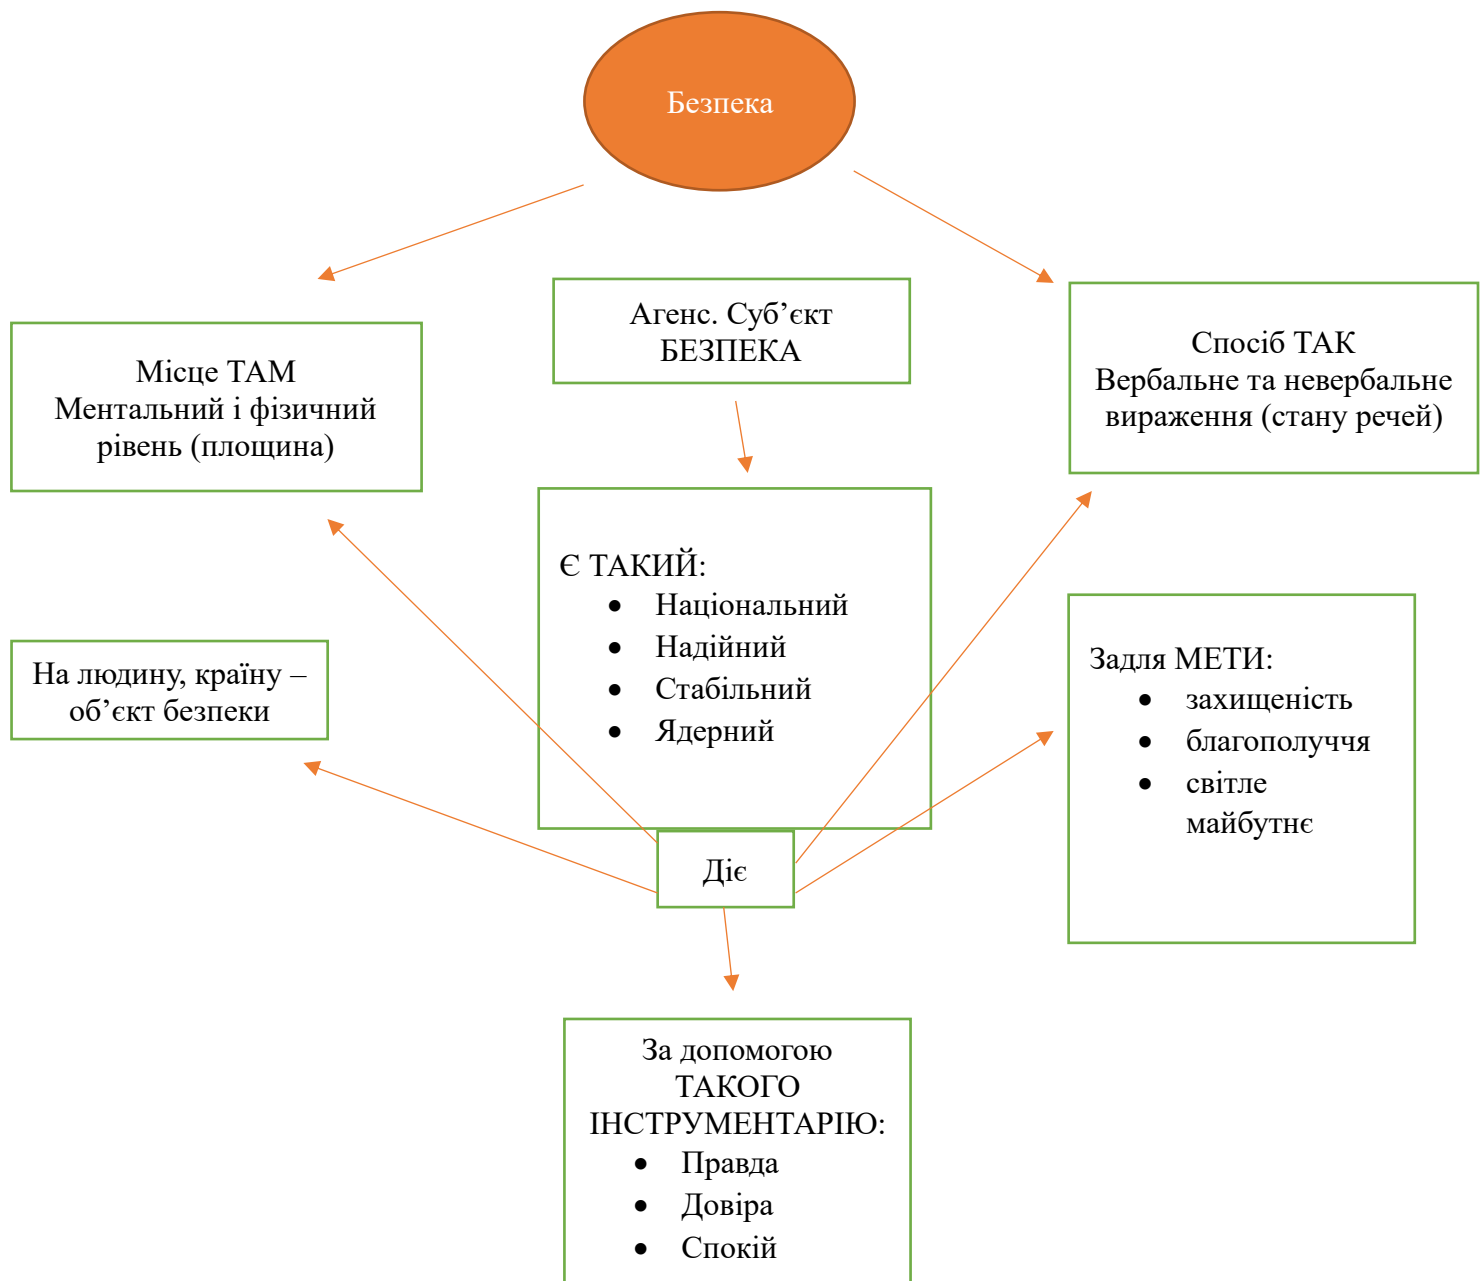 Безпека
Агенс. Суб’єкт
БЕЗПЕКА
Місце ТАМ
Ментальний і фізичний
рівень (площина)
Спосіб ТАК
Вербальне та невербальне
вираження (стану речей)
Є ТАКИЙ:
• Національний
• Надійний
• Стабільний
• Ядерний
На людину, країну –
об’єкт безпеки
Задля МЕТИ:
• захищеність
• благополуччя
• світле
майбутнє
Діє
За допомогою
ТАКОГО
ІНСТРУМЕНТАРІЮ:
• Правда
• Довіра
• Спокій